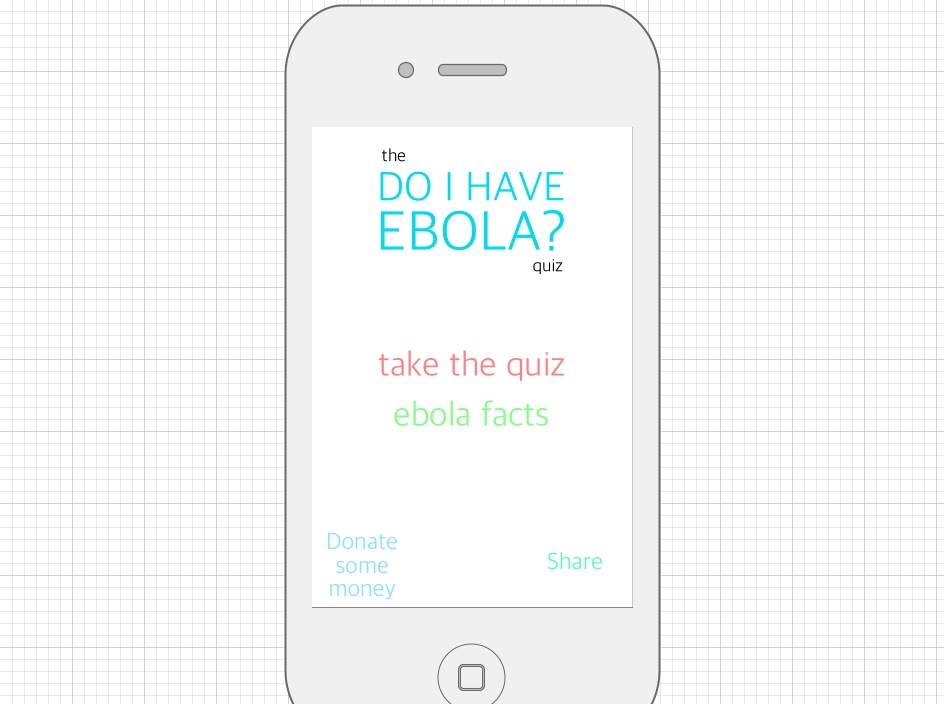 the
DO I HAVE
EBOLA?
quiz
take the quiz
ebola facts
Donate
some
money
Share